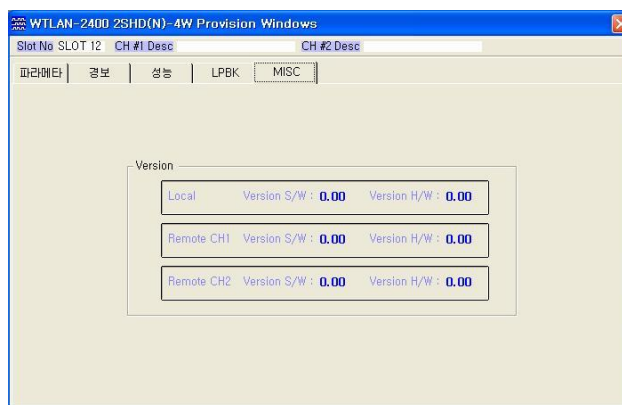 WTLAN-2400 2SHD(N)-4W Provision Windows
Slot No SLOT 12 CH #1 Desc CH #2 Desc
파라메타 경보 성능 LPBK MISC
Version
Local Version S/W : 0.00 Version H/W : 0.00
Remote CH1 Version S/W : 0.00 Version H/W : 0.00
Remote CH2 Version S/W : 0.00 Version H/W : 0.00